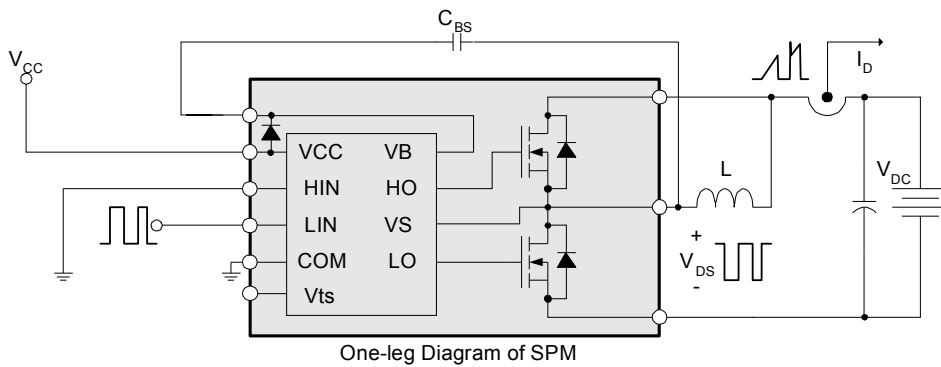 C_BS
V_CC
I_D
VCC VB
HIN HO
LIN VS
COM LO
Vts
L
V_DC
+
V_DS
-
One-leg Diagram of SPM